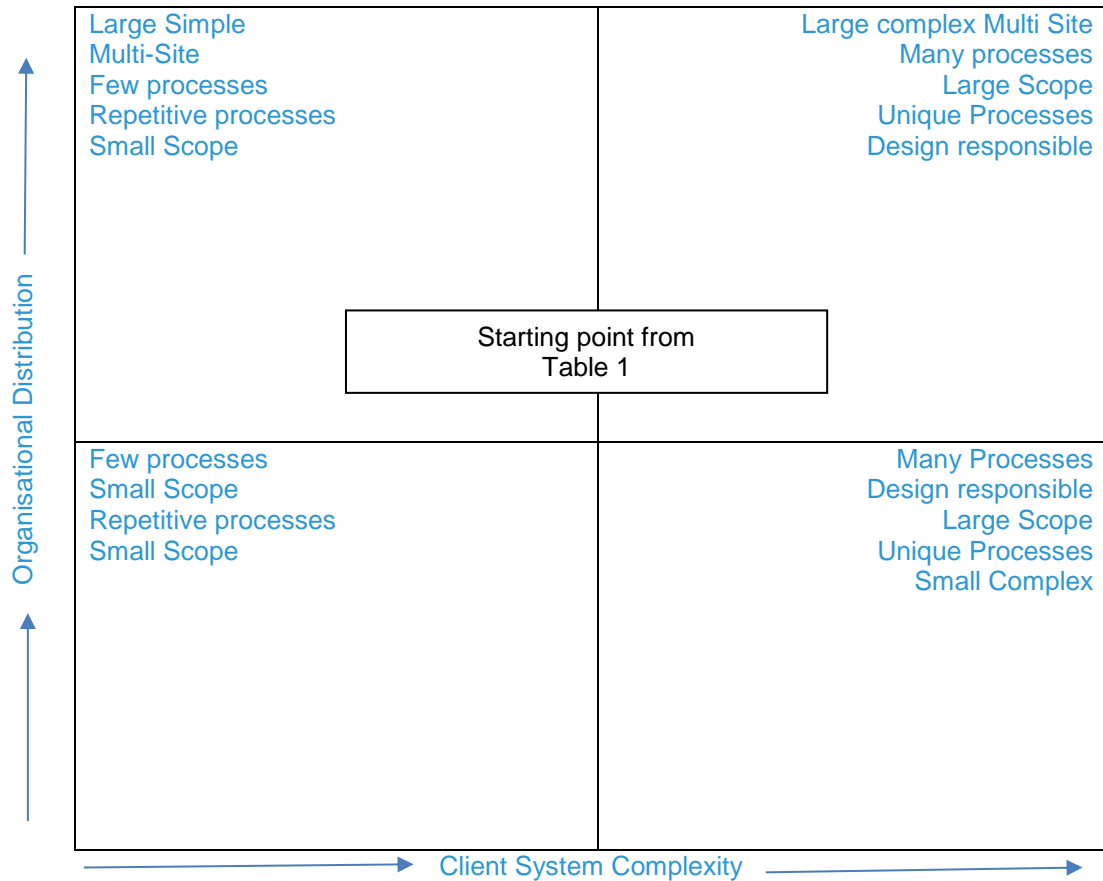 Large Simple
Multi-Site
Few processes
Repetitive processes
Small Scope
Large complex Multi Site
Many processes
Large Scope
Unique Processes
Design responsible
Starting point from
Table 1
Organisational Distribution
Few processes
Small Scope
Repetitive processes
Small Scope
Many Processes
Design responsible
Large Scope
Unique Processes
Small Complex
Client System Complexity